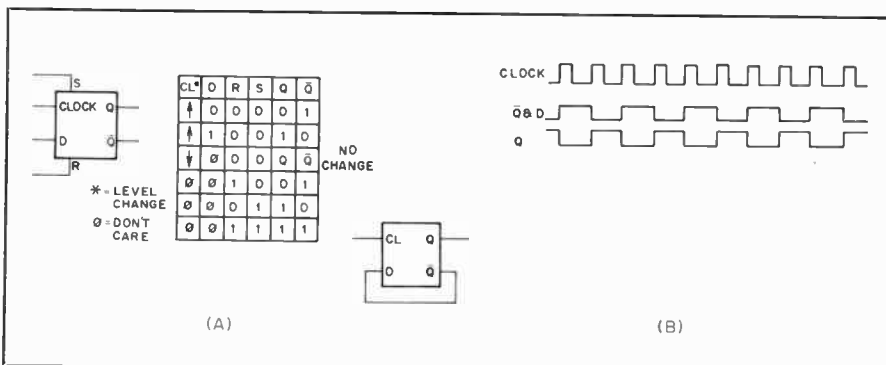 S
CLOCK Q
D Q̄
R
* = LEVEL CHANGE
Ø = DON'T CARE
CL* D R S Q Q̄
↑ 0 0 0 0 1
↑ 1 0 0 1 0
↓ Ø 0 0 Q Q̄
NO CHANGE
Ø Ø 1 0 0 1
Ø Ø 0 1 1 0
Ø Ø 1 1 1 1
CL Q
D Q̄
(A)
CLOCK
Q̄ & D
Q
(B)